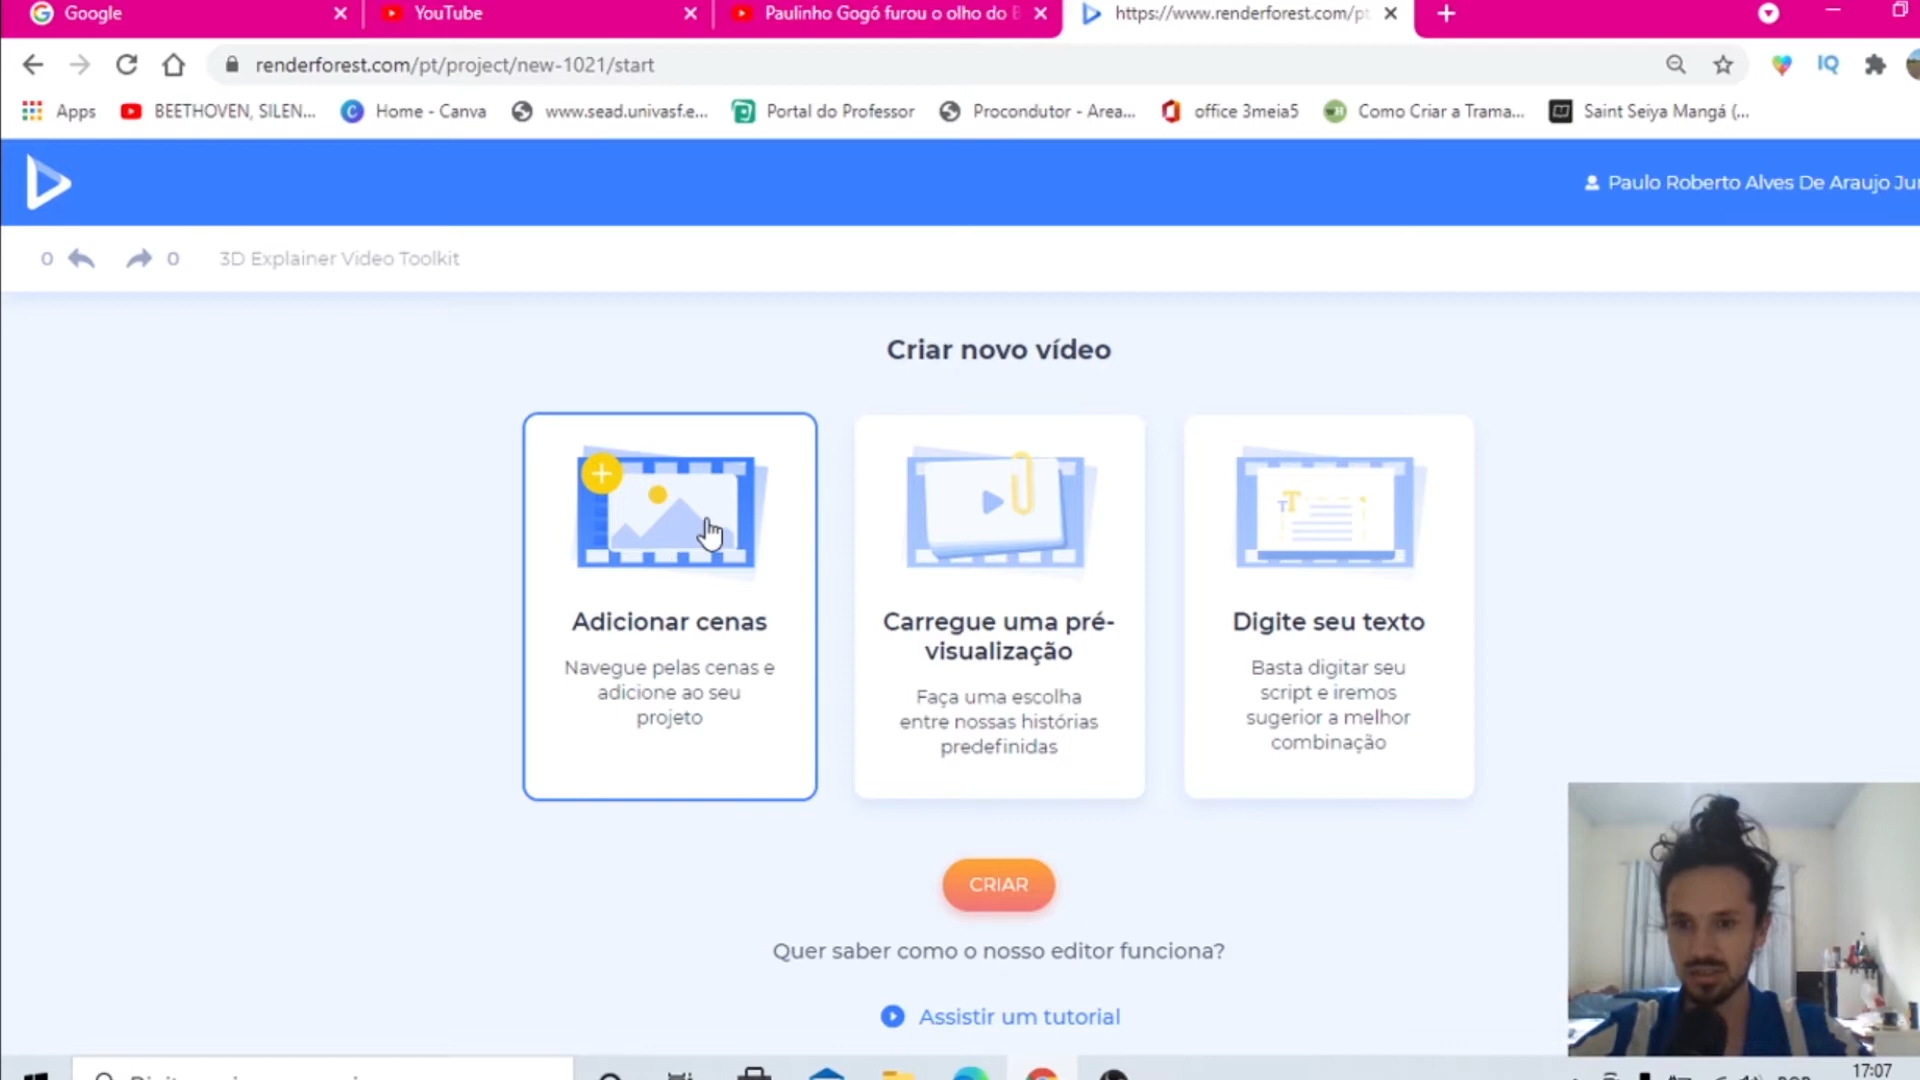 Google
YouTube
Paulinho Gogó furou o olho do
https://www.renderforest.com/pt
renderforest.com/pt/project/new-1021/start
IQ
Apps
BEETHOVEN, SILEN...
Home - Canva
www.sead.univasf.e...
Portal do Professor
Procondutor - Area...
office 3meia5
Como Criar a Trama...
Saint Seiya Mangá (...
Paulo Roberto Alves De Araujo Jun
0
0
3D Explainer Video Toolkit
Criar novo vídeo
Adicionar cenas
Navegue pelas cenas e
adicione ao seu
projeto
Carregue uma pré-
visualização
Faça uma escolha
entre nossas histórias
predefinidas
Digite seu texto
Basta digitar seu
script e iremos
sugerior a melhor
combinação
CRIAR
Quer saber como o nosso editor funciona?
Assistir um tutorial
17:07